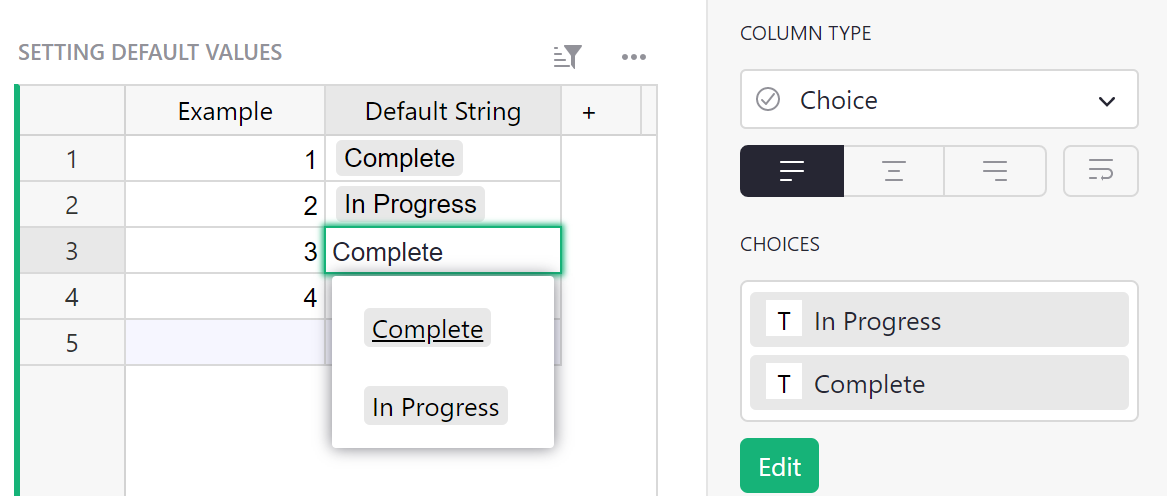 SETTING DEFAULT VALUES
Example Default String +
1 1 Complete
2 2 In Progress
3 3 Complete
4 4
5
Complete
In Progress
COLUMN TYPE
Choice
CHOICES
T In Progress
T Complete
Edit